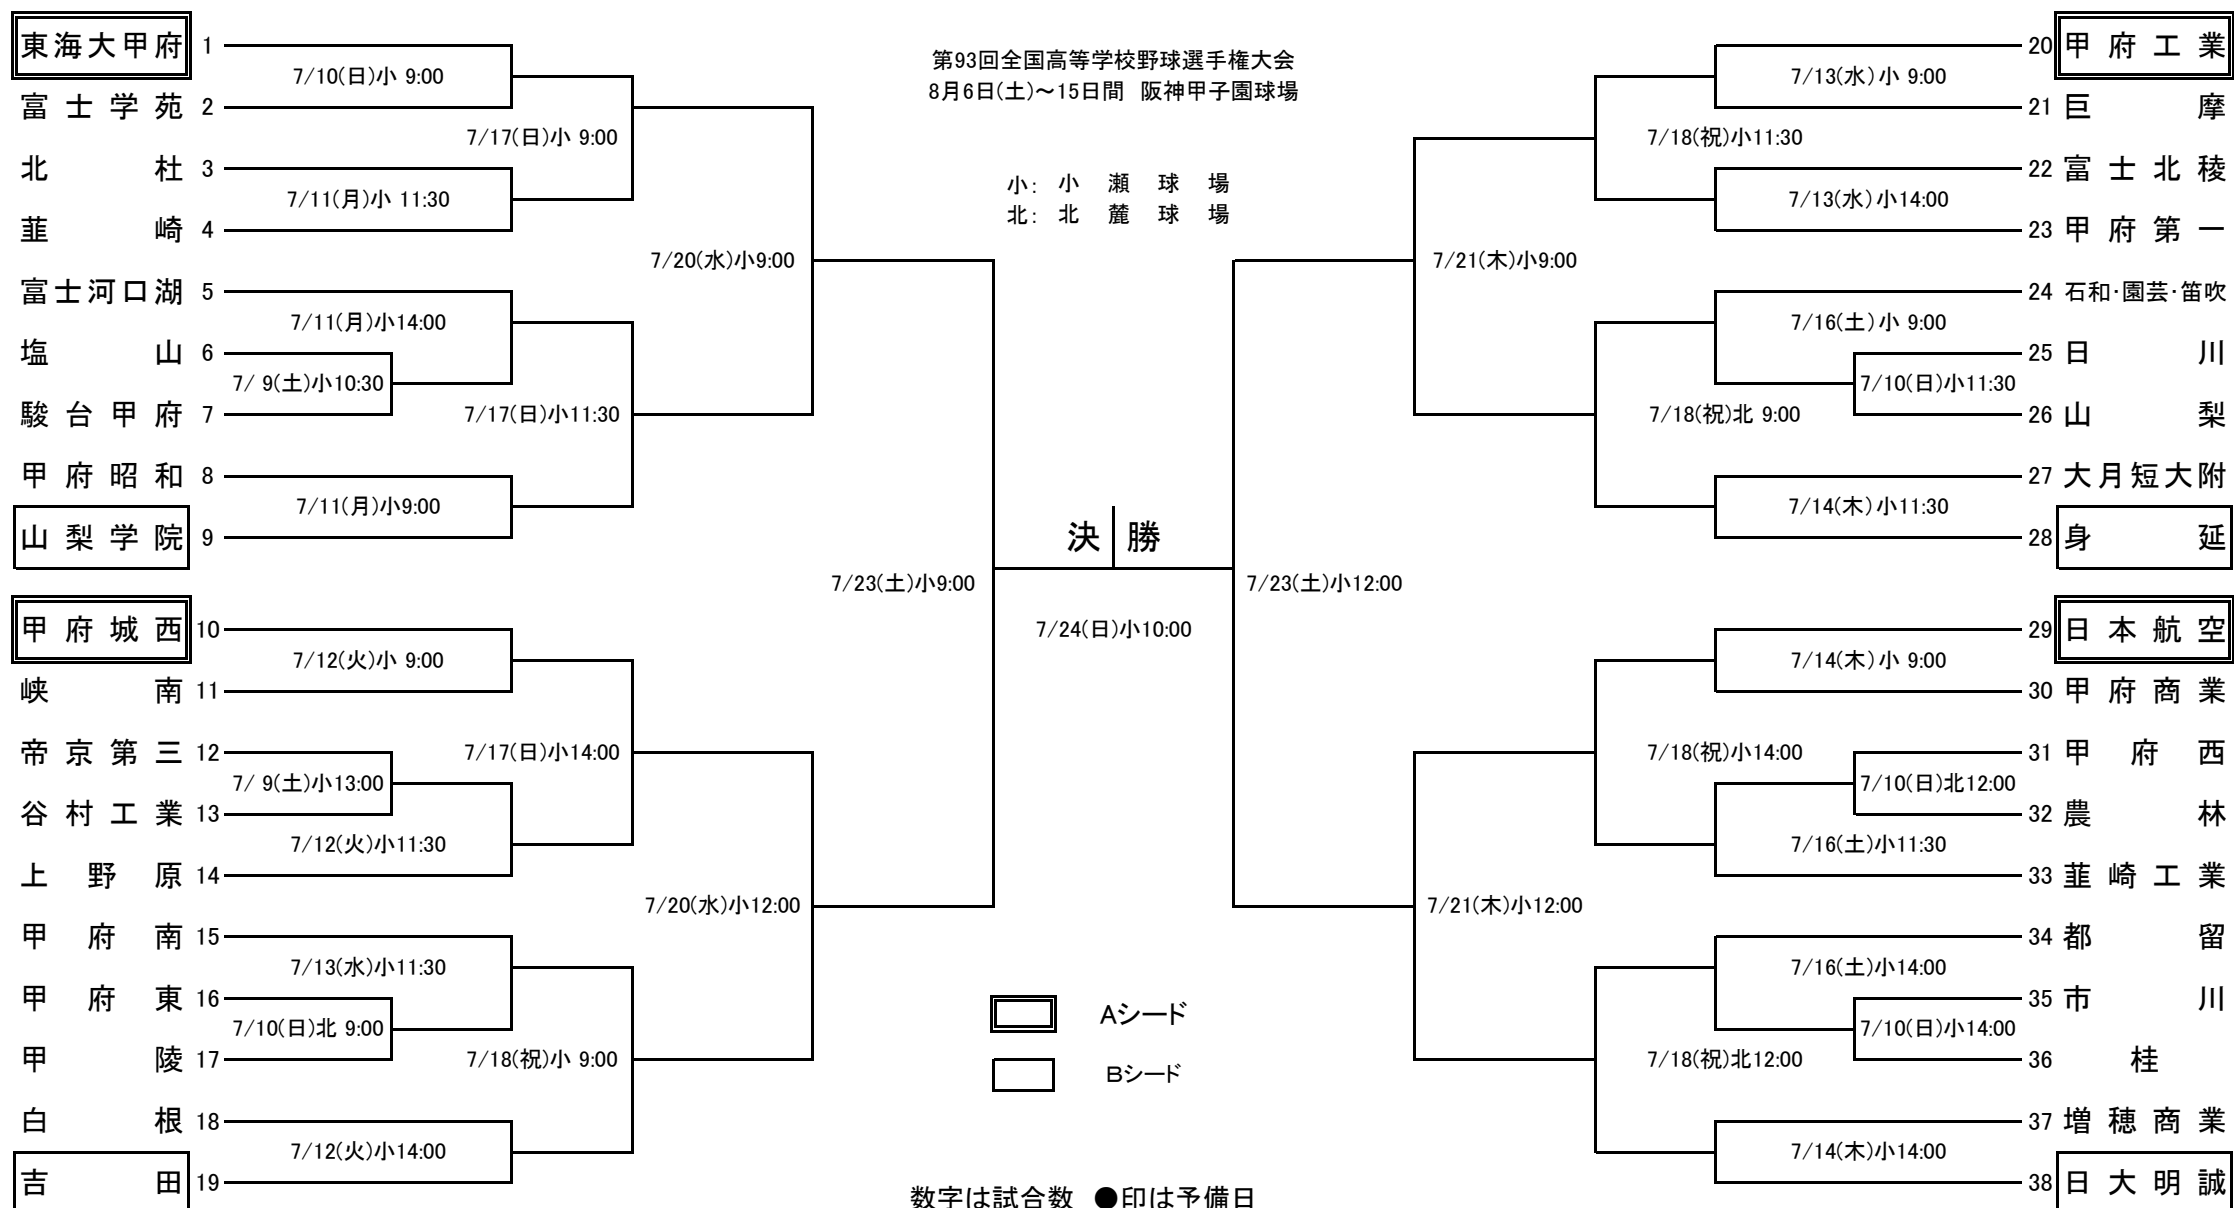 東海大甲府 1
7/10(日)小 9:00
富士学苑 2
7/17(日)小 9:00
北杜 3
7/11(月)小 11:30
韮崎 4
7/20(水)小9:00
富士河口湖 5
7/11(月)小14:00
塩山 6
7/ 9(土)小10:30
駿台甲府 7
7/17(日)小11:30
甲府昭和 8
7/11(月)小9:00
山梨学院 9
7/23(土)小9:00
甲府城西 10
7/12(火)小 9:00
峡南 11
帝京第三 12
7/17(日)小14:00
7/ 9(土)小13:00
谷村工業 13
7/12(火)小11:30
上野原 14
7/20(水)小12:00
甲府南 15
7/13(水)小11:30
甲府東 16
7/10(日)北 9:00
甲陵 17
7/18(祝)小 9:00
白根 18
7/12(火)小14:00
吉田 19
第93回全国高等学校野球選手権大会
8月6日(土)~15日間 阪神甲子園球場
小: 小瀬球場
北: 北麓球場
決勝
7/24(日)小10:00
Aシード
Bシード
数字は試合数 ●印は予備日
20 甲府工業
7/13(水)小 9:00
21 巨摩
7/18(祝)小11:30
22 富士北稜
7/13(水)小14:00
23 甲府第一
7/21(木)小9:00
24 石和・園芸・笛吹
7/16(土)小 9:00
25 日川
7/10(日)小11:30
26 山梨
7/18(祝)北 9:00
27 大月短大附
7/14(木)小11:30
28 身延
7/23(土)小12:00
29 日本航空
7/14(木)小 9:00
30 甲府商業
31 甲府西
7/18(祝)小14:00
7/10(日)北12:00
32 農林
7/16(土)小11:30
33 韮崎工業
7/21(木)小12:00
34 都留
7/16(土)小14:00
35 市川
7/10(日)小14:00
36 桂
7/18(祝)北12:00
37 増穂商業
7/14(木)小14:00
38 日大明誠